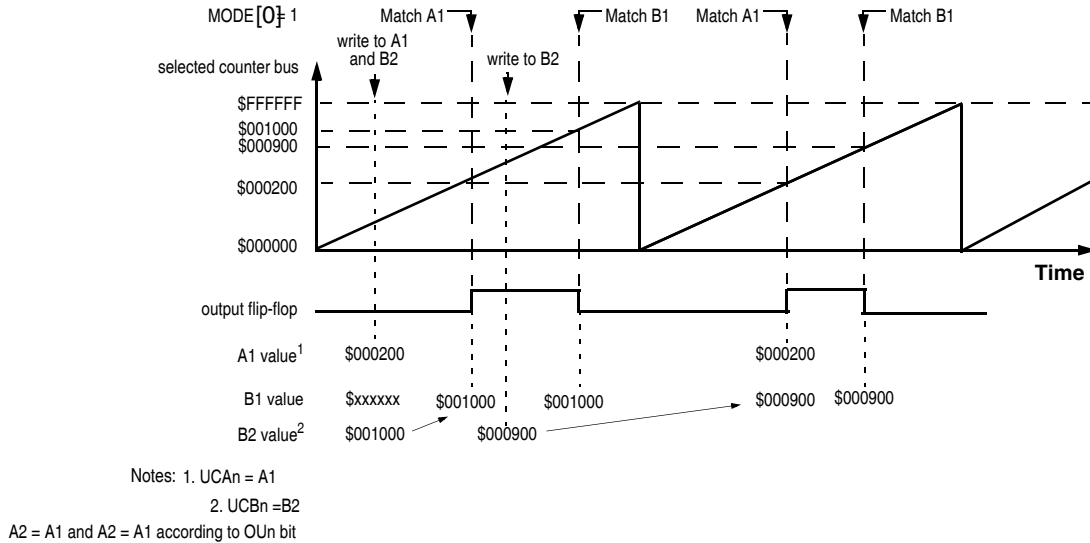 MODE[0]= 1
Match A1
Match B1
Match A1
Match B1
write to A1
and B2
write to B2
selected counter bus
$FFFFFF
$001000
$000900
$000200
$000000
Time
output flip-flop
A1 value1 $000200 $000200
B1 value $xxxxxx $001000 $001000 $000900 $000900
B2 value2 $001000 $000900
Notes: 1. UCAn = A1
2. UCBn =B2
A2 = A1 and A2 = A1 according to OUn bit